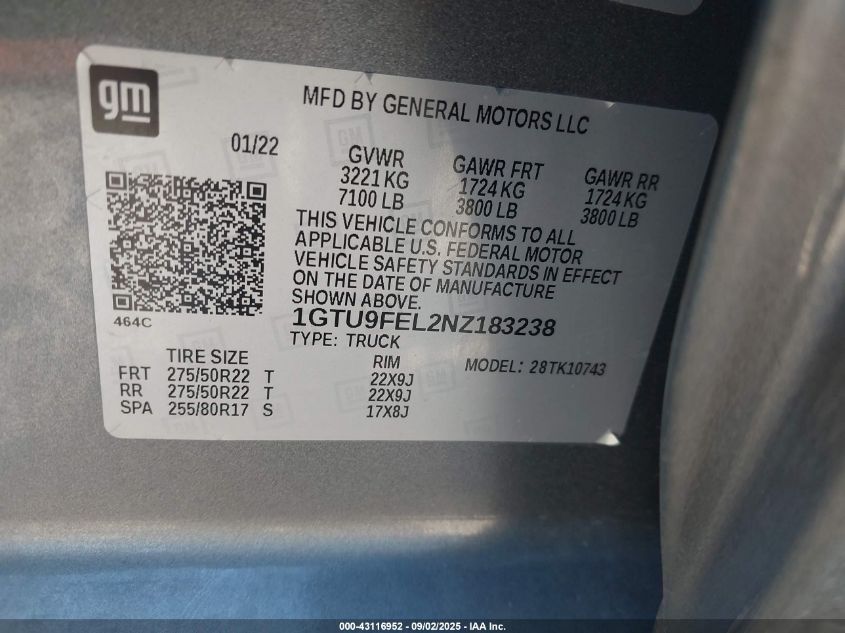 gm
MFD BY GENERAL MOTORS LLC
01/22
GVWR
3221 KG
7100 LB
GAWR FRT
1724 KG
3800 LB
GAWR RR
1724 KG
3800 LB
THIS VEHICLE CONFORMS TO ALL
APPLICABLE U.S. FEDERAL MOTOR
VEHICLE SAFETY STANDARDS IN EFFECT
ON THE DATE OF MANUFACTURE
SHOWN ABOVE.
464C
1GTU9FEL2NZ183238
TYPE: TRUCK
MODEL: 28TK10743
TIRE SIZE RIM
FRT 275/50R22 T 22X9J
RR 275/50R22 T 22X9J
SPA 255/80R17 S 17X8J
000-43116952 - 09/02/2025 - IAA Inc.